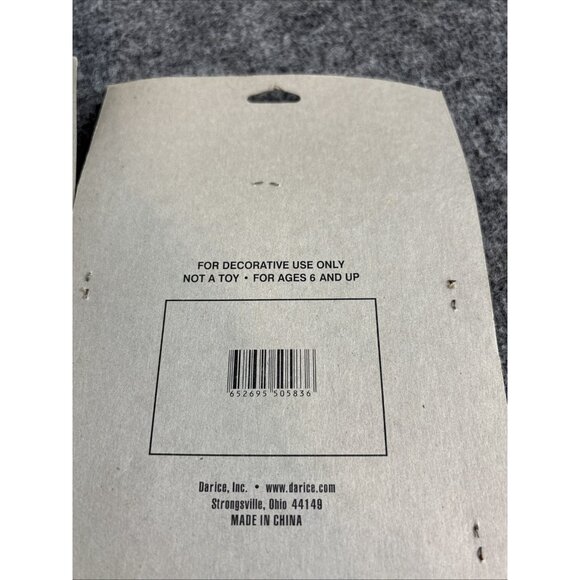 FOR DECORATIVE USE ONLY
NOT A TOY • FOR AGES 6 AND UP
652695 505836
Darice, Inc. • www.darice.com
Strongsville, Ohio 44149
MADE IN CHINA